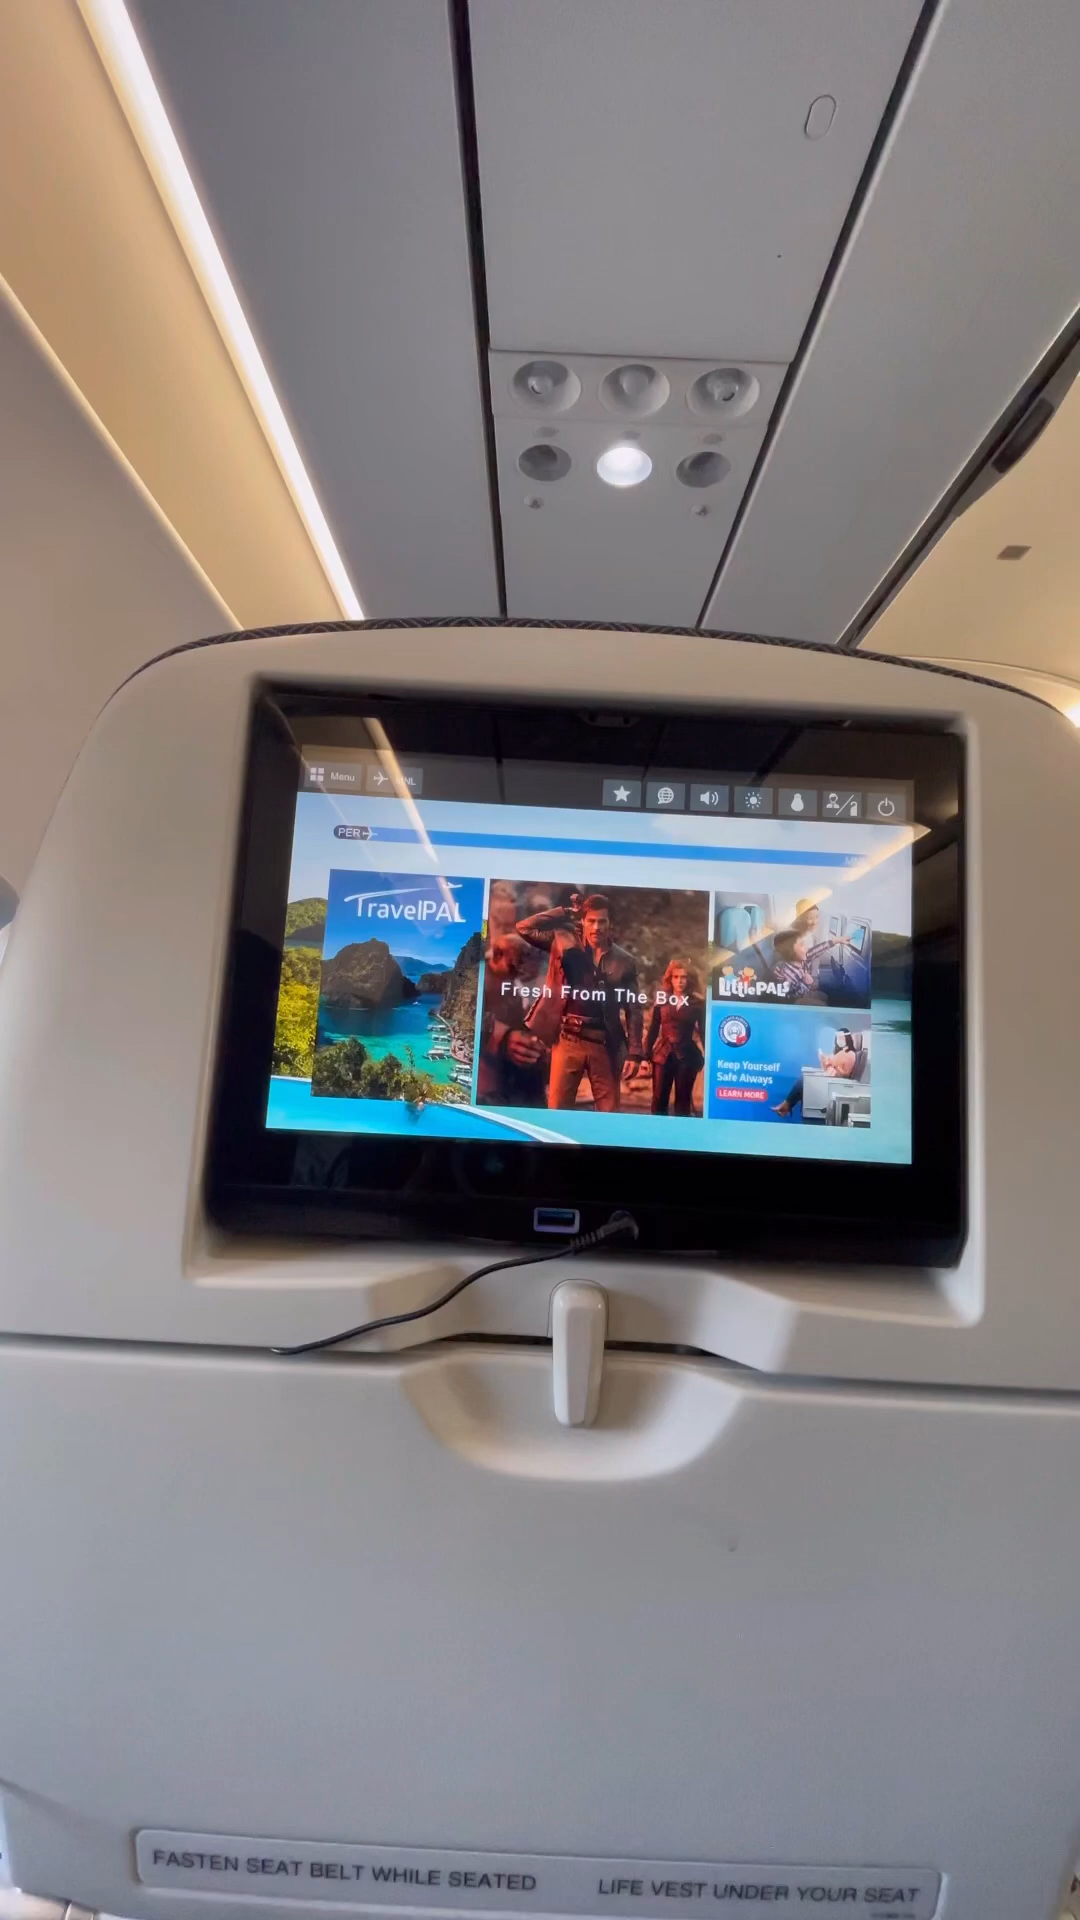 Menu
MNL
PER
MNL
TravelPAL
Fresh From The Box
LittlePALs
Keep Yourself
Safe Always
LEARN MORE
FASTEN SEAT BELT WHILE SEATED
LIFE VEST UNDER YOUR SEAT